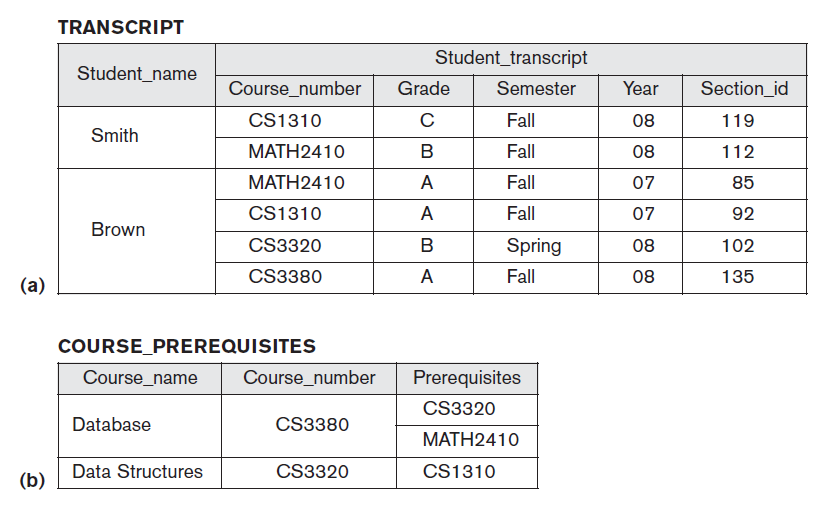 TRANSCRIPT
Student_name
Student_transcript
Course_number Grade Semester Year Section_id
Smith
CS1310 C Fall 08 119
MATH2410 B Fall 08 112
Brown
MATH2410 A Fall 07 85
CS1310 A Fall 07 92
CS3320 B Spring 08 102
CS3380 A Fall 08 135
(a)
COURSE_PREREQUISITES
Course_name Course_number Prerequisites
Database CS3380
CS3320
MATH2410
Data Structures CS3320 CS1310
(b)